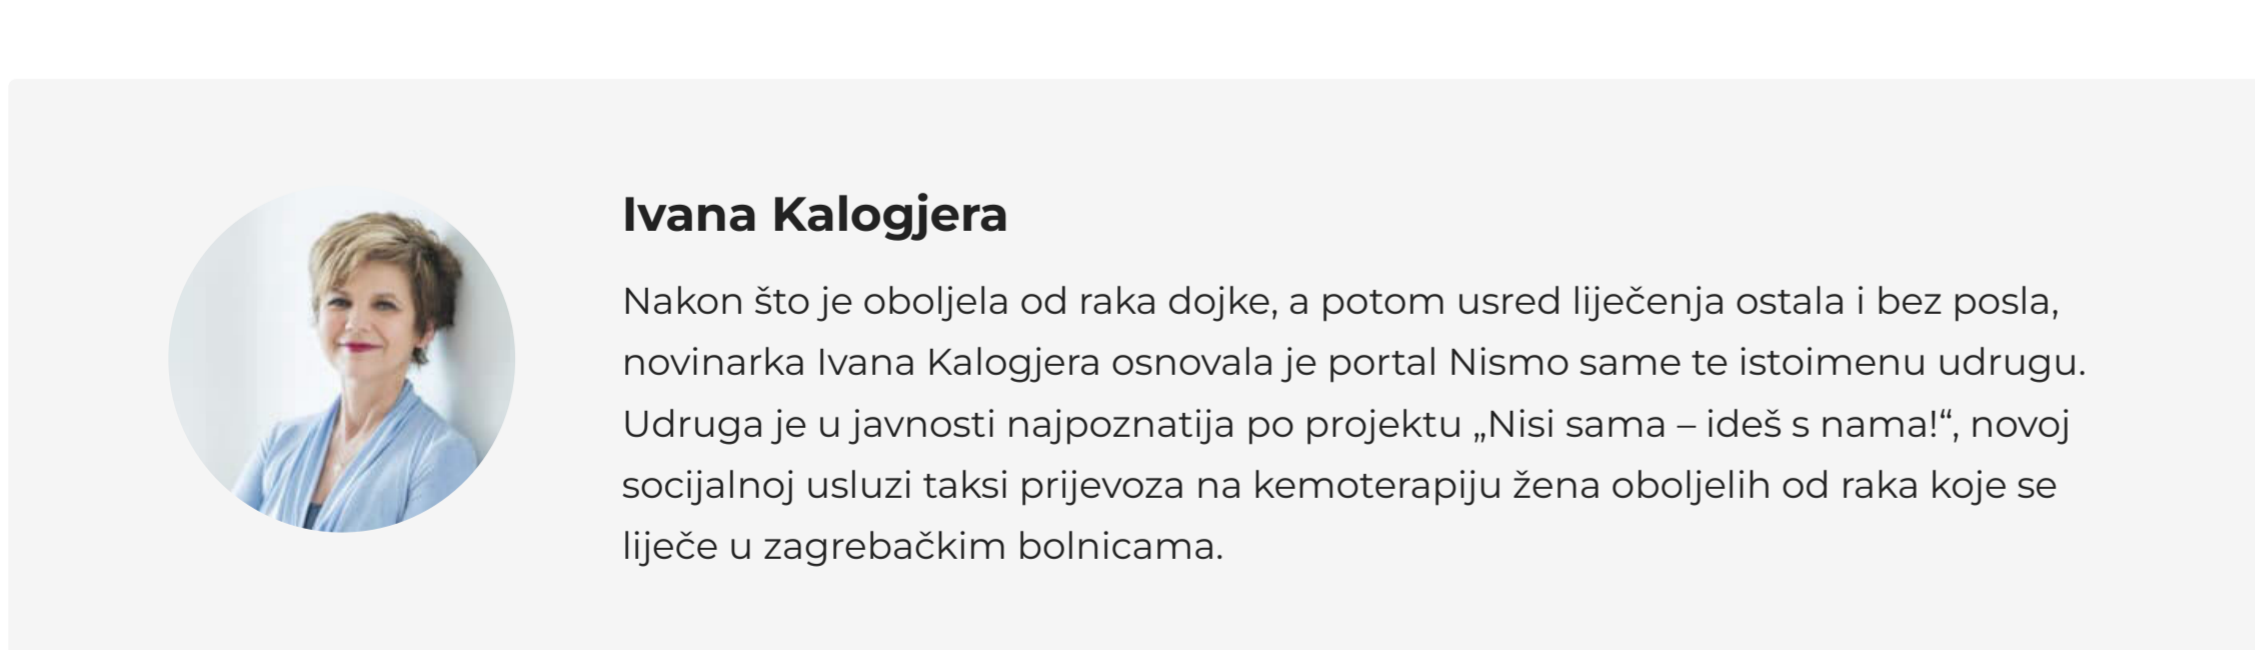 Ivana Kalogjera
Nakon što je oboljela od raka dojke, a potom usred liječenja ostala i bez posla,
novinarka Ivana Kalogjera osnovala je portal Nismo same te istoimenu udrugu.
Udruga je u javnosti najpoznatija po projektu „Nisi sama – ideš s nama!“, novoj
socijalnoj usluzi taksi prijevoza na kemoterapiju žena oboljelih od raka koje se
liječe u zagrebačkim bolnicama.